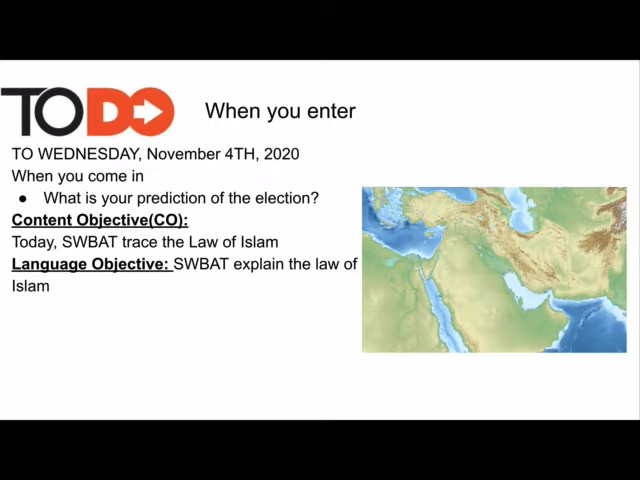 TODO
When you enter
TO WEDNESDAY, November 4TH, 2020
When you come in
● What is your prediction of the election?
Content Objective(CO):
Today, SWBAT trace the Law of Islam
Language Objective: SWBAT explain the law of
Islam